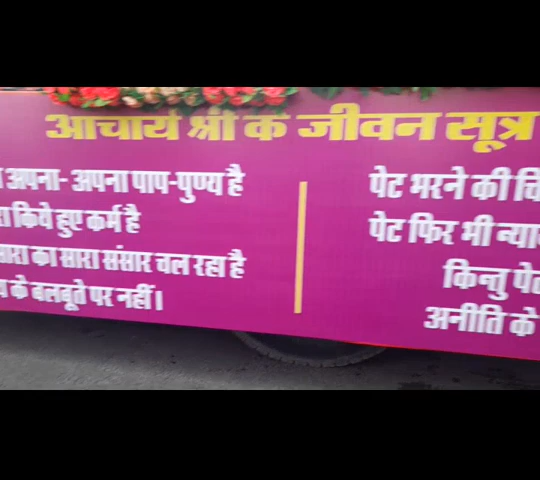 आचार्य श्री के जीवन सूत्र
अपना- अपना पाप-पुण्य है
किये हुए कर्म है
सारा का सारा संसार चल रहा है
के बलबूते पर नहीं।
पेट भरने की
पेट फिर भी
किन्तु
अनीति के